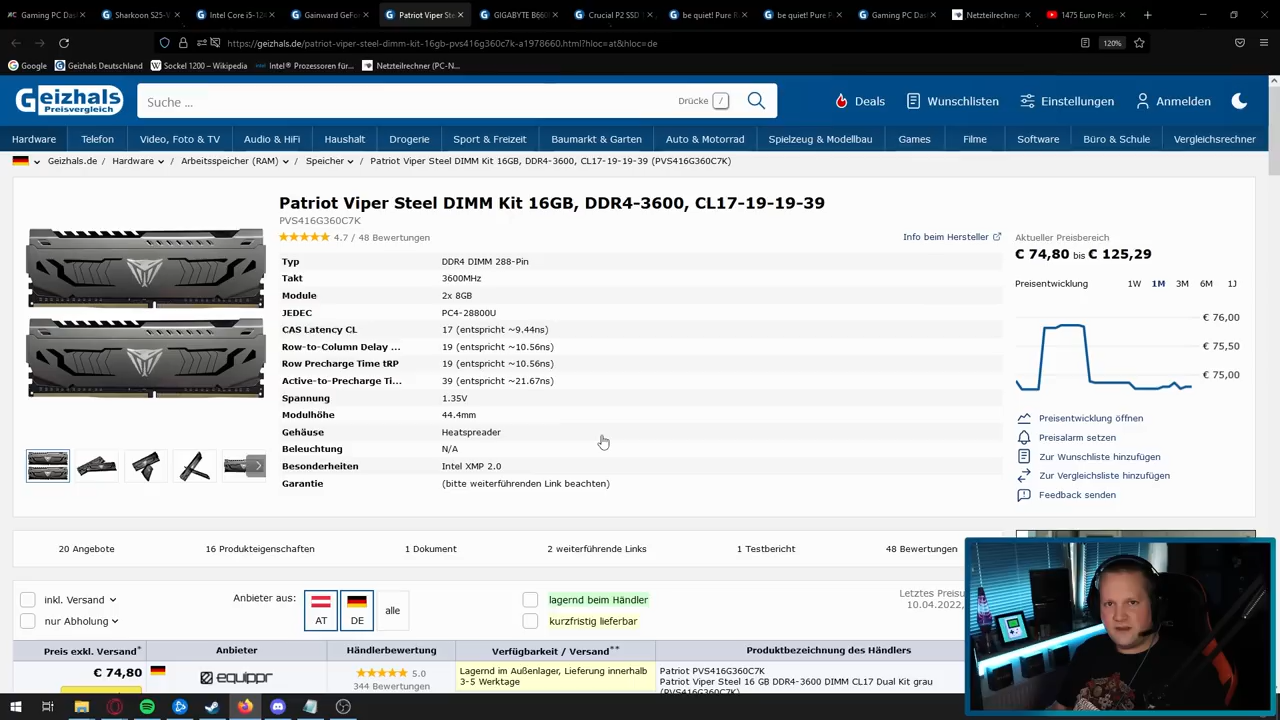 Gaming PC Das
Sharkoon S25-V
Intel Core i5-124
Gainward GeFor
Patriot Viper Ste
GIGABYTE B660
Crucial P2 SSD 1
be quiet! Pure R
be quiet! Pure P
Gaming PC Das
Netzteilrechner
1475 Euro Preis-
https://geizhals.de/patriot-viper-steel-dimm-kit-16gb-pvs416g360c7k-a1978660.html?hloc=at&hloc=de
120%
Google
Geizhals Deutschland
Sockel 1200 – Wikipedia
Intel® Prozessoren für...
Netzteilrechner (PC-N...
Geizhals
Preisvergleich
Suche ...
Drücke /
Deals
Wunschlisten
Einstellungen
Anmelden
Hardware
Telefon
Video, Foto & TV
Audio & HiFi
Haushalt
Drogerie
Sport & Freizeit
Baumarkt & Garten
Auto & Motorrad
Spielzeug & Modellbau
Games
Filme
Software
Büro & Schule
Vergleichsrechner
Geizhals.de / Hardware / Arbeitsspeicher (RAM) / Speicher / Patriot Viper Steel DIMM Kit 16GB, DDR4-3600, CL17-19-19-39 (PVS416G360C7K)
Patriot Viper Steel DIMM Kit 16GB, DDR4-3600, CL17-19-19-39
PVS416G360C7K
4.7 / 48 Bewertungen
Info beim Hersteller
Typ DDR4 DIMM 288-Pin
Takt 3600MHz
Module 2x 8GB
JEDEC PC4-28800U
CAS Latency CL 17 (entspricht ~9.44ns)
Row-to-Column Delay ... 19 (entspricht ~10.56ns)
Row Precharge Time tRP 19 (entspricht ~10.56ns)
Active-to-Precharge Ti... 39 (entspricht ~21.67ns)
Spannung 1.35V
Modulhöhe 44.4mm
Gehäuse Heatspreader
Beleuchtung N/A
Besonderheiten Intel XMP 2.0
Garantie (bitte weiterführenden Link beachten)
Aktueller Preisbereich
€ 74,80 bis € 125,29
Preisentwicklung 1W 1M 3M 6M 1J
€ 76,00
€ 75,50
€ 75,00
Preisentwicklung öffnen
Preisalarm setzen
Zur Wunschliste hinzufügen
Zur Vergleichsliste hinzufügen
Feedback senden
20 Angebote
16 Produkteigenschaften
1 Dokument
2 weiterführende Links
1 Testbericht
48 Bewertungen
inkl. Versand
nur Abholung
Anbieter aus:
AT
DE
alle
lagernd beim Händler
kurzfristig lieferbar
Letztes Preisu
10.04.2022,
Preis exkl. Versand*
Anbieter
Händlerbewertung
Verfügbarkeit / Versand**
Produktbezeichnung des Händlers
€ 74,80
equippr
5.0
344 Bewertungen
Lagernd im Außenlager, Lieferung innerhalb
3-5 Werktage
Patriot PVS416G360C7K
Patriot Viper Steel 16 GB DDR4-3600 DIMM CL17 Dual Kit grau
(PVS416G360C7K)